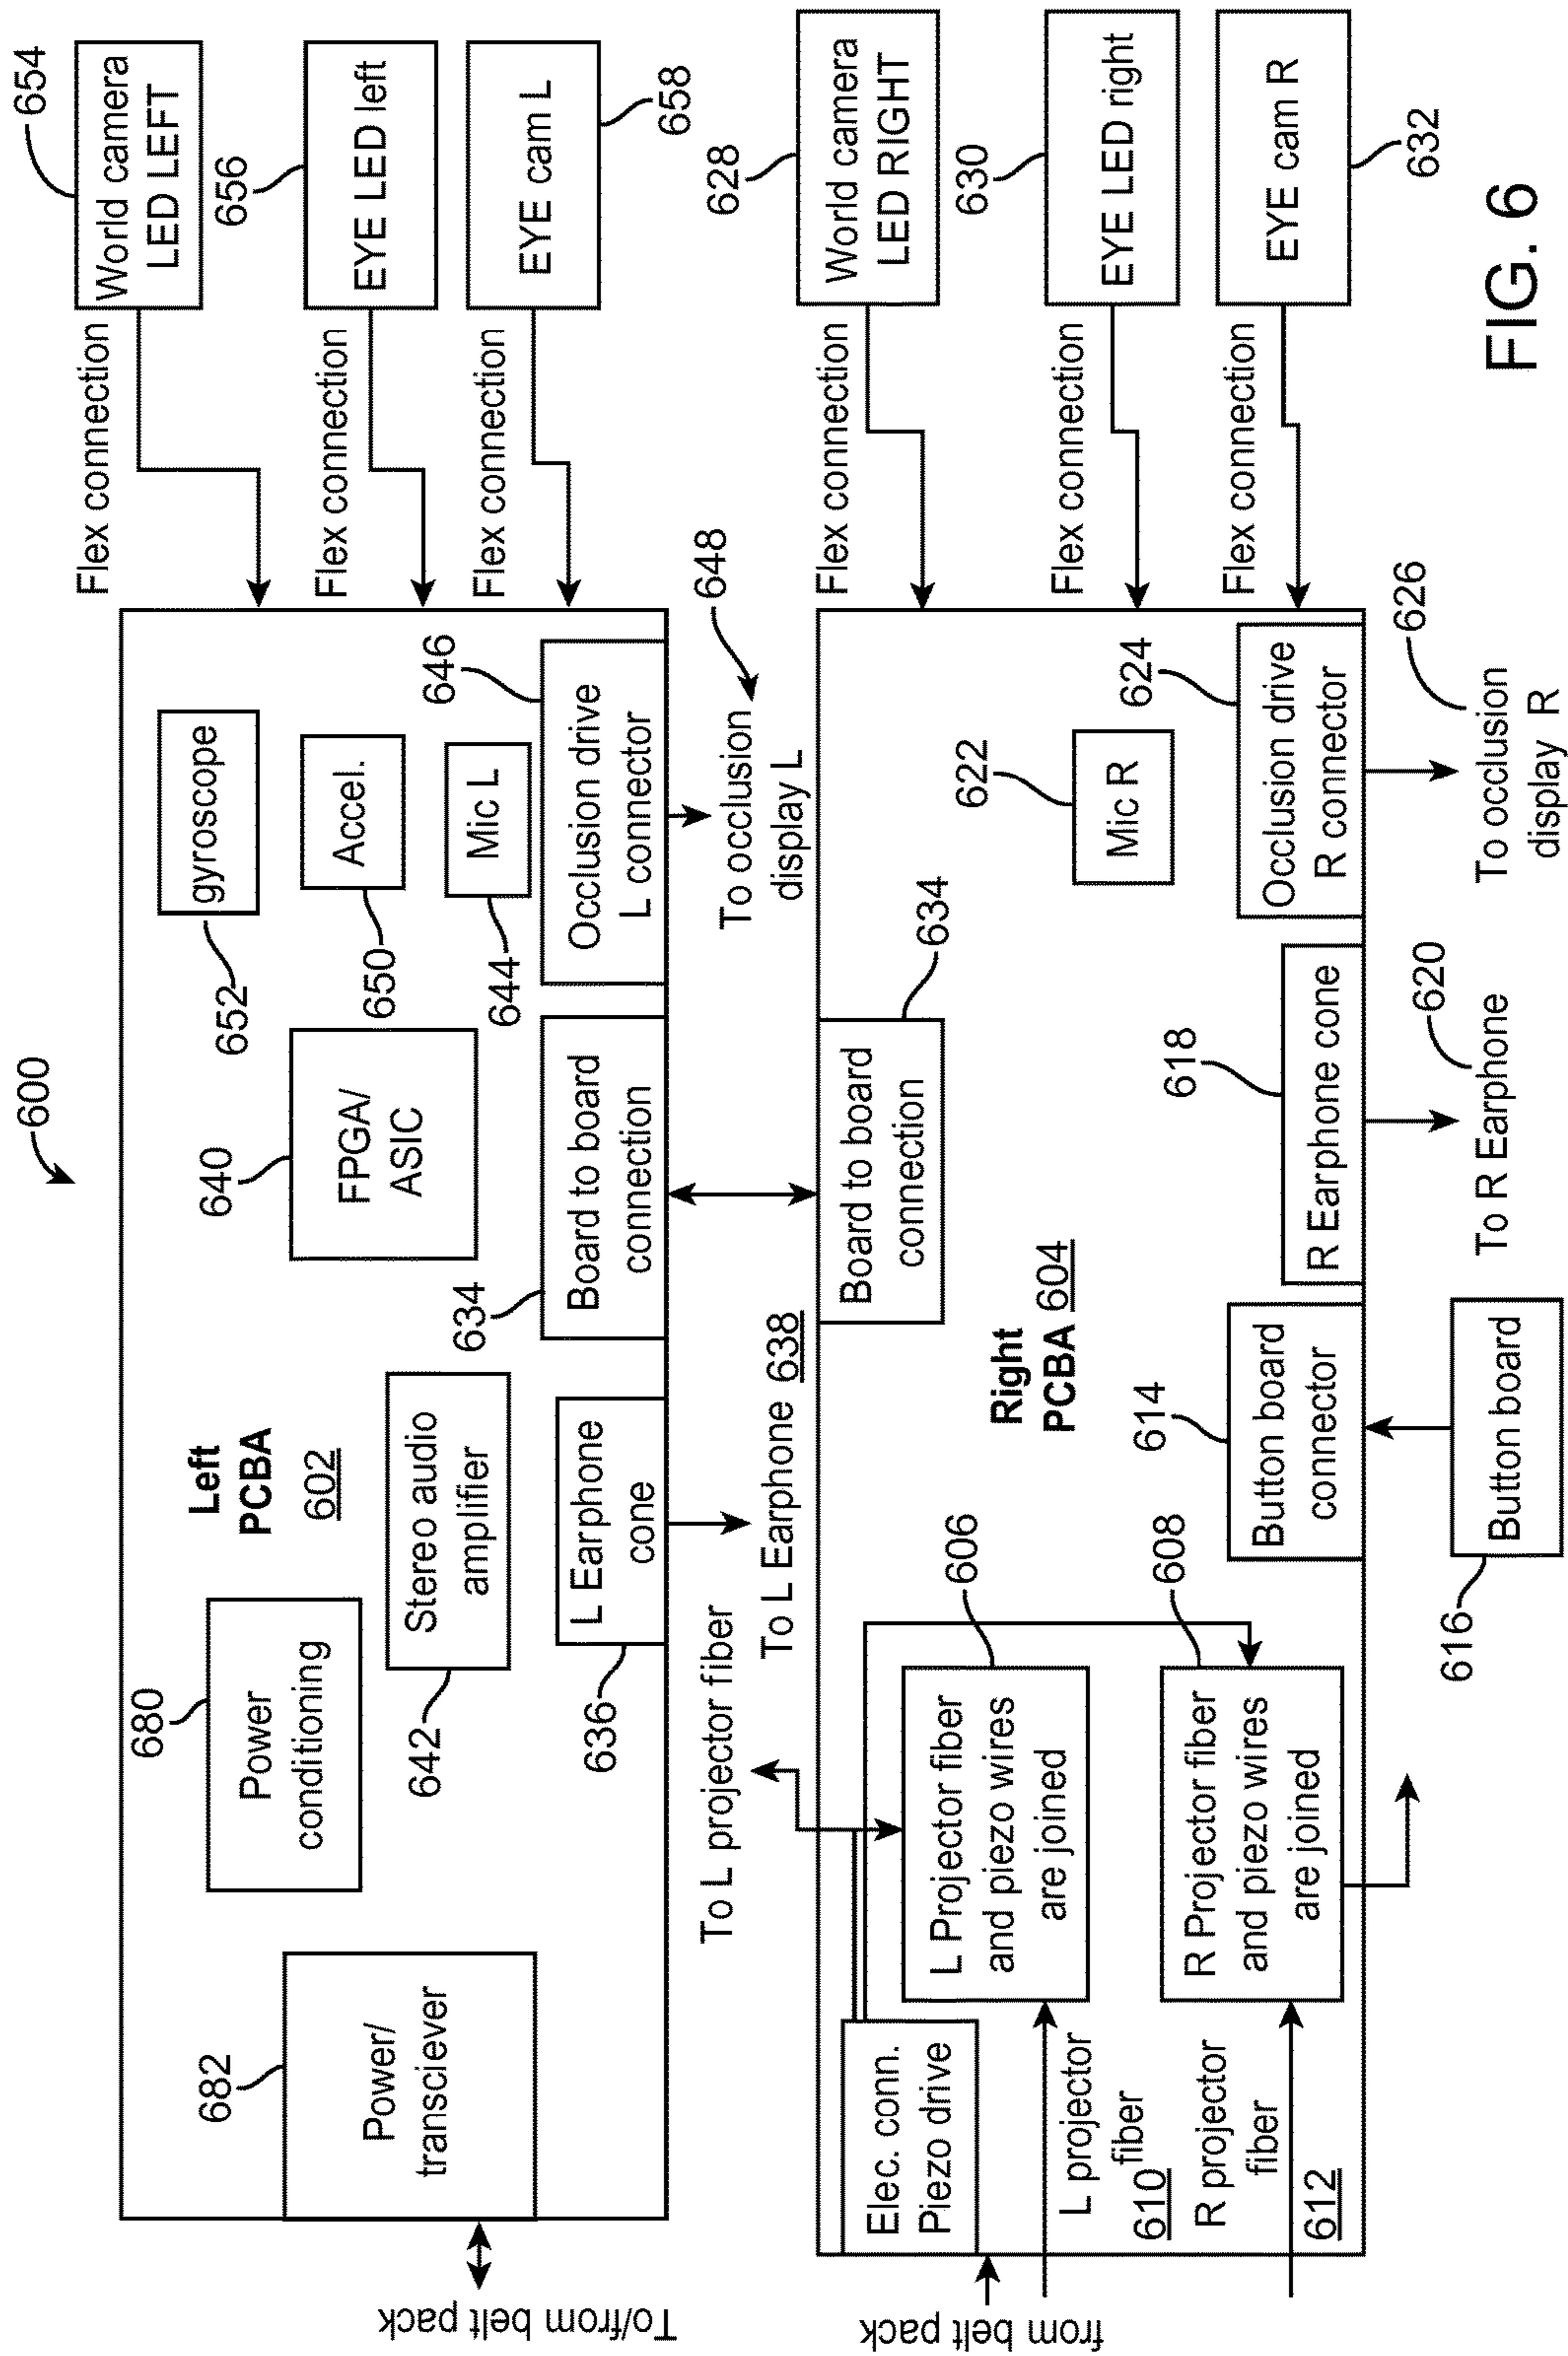 600
Left
PCBA
602
682
Power/
transciever
To/from belt pack
680
Power
conditioning
642
Stereo audio
amplifier
636
L Earphone
cone
640
FPGA/
ASIC
634
Board to board
connection
652
gyroscope
650
Accel.
644
Mic L
646
Occlusion drive
L connector
Flex connection
World camera
LED LEFT
654
Flex connection
EYE LED left
656
Flex connection
EYE cam L
658
To L projector fiber
To L Earphone 638
To occlusion
display L
648
Right
PCBA 604
from belt pack
Elec. conn.
Piezo drive
L projector
fiber
610
R projector
fiber
612
606
L Projector fiber
and piezo wires
are joined
608
R Projector fiber
and piezo wires
are joined
Board to board
connection
634
614
Button board
connector
616
Button board
618
R Earphone cone
To R Earphone
620
622
Mic R
624
Occlusion drive
R connector
To occlusion
display R
626
Flex connection
World camera
LED RIGHT
628
Flex connection
EYE LED right
630
Flex connection
EYE cam R
632
FIG. 6